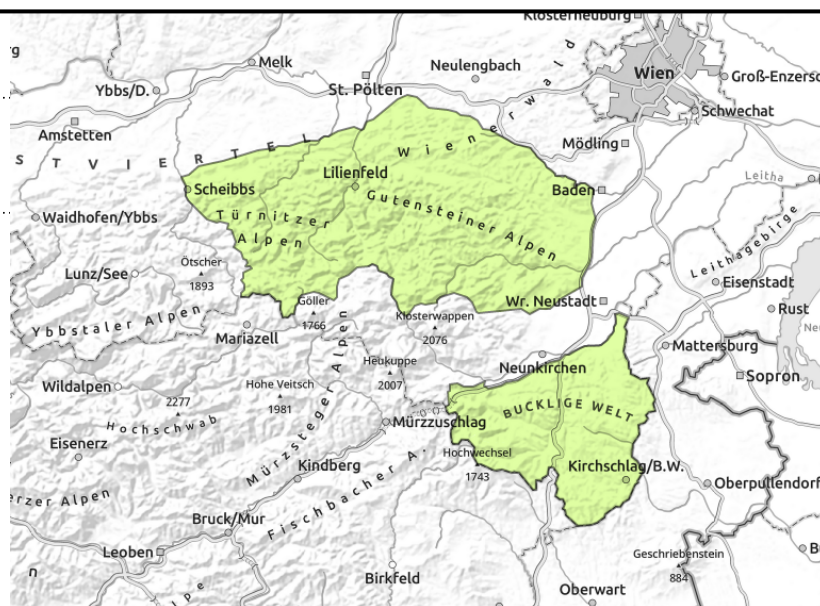 Klosterneuburg
Melk
Neulengbach
Ybbs/D.
St. Pölten
Wien
Groß-Enzersd
Schwechat
Amstetten
Wienerwald
STVIERTEL
Mödling
Leitha
Lilienfeld
Scheibbs
Baden
Gutensteiner Alpen
Türnitzer
Alpen
Waidhofen/Ybbs
Leithagebirge
Ötscher
1893
Lunz/See
Eisenstadt
Göller
1766
Wr. Neustadt
Rust
Ybbstaler Alpen
Klosterwappen
2076
Mariazell
Mattersburg
Neunkirchen
Heukuppe
2007
Sopron
Wildalpen
Hohe Veitsch
1981
2277
Hochschwab
BUCKLIGE WELT
Mürzzuschlag
Mürzsteger Alpen
Eisenerz
Hochwechsel
1743
Kindberg
Kirchschlag/B.W.
Fischbacher A.
Oberpullendorf
erzer Alpen
Bruck/Mur
Leoben
Geschriebenstein
884
Birkfeld
Oberwart